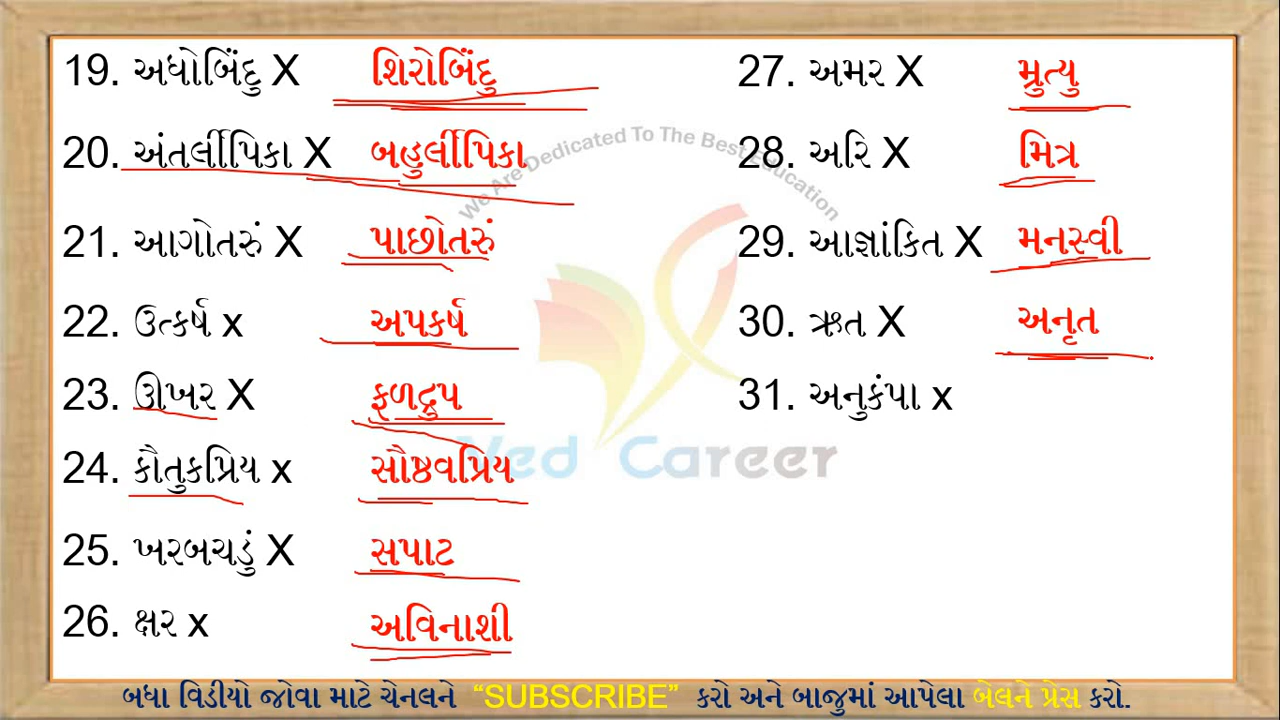 19. અધોબિંદુ X શિરોબિંદુ
20. અંતર્લીપિકા X બહુર્લીપિકા
21. આગોતરું X પાછોતરું
22. ઉત્કર્ષ x અપકર્ષ
23. ઊખર X ફળદ્રુપ
24. કૌતુકપ્રિય x સૌષ્ઠવપ્રિય
25. ખરબચડું X સપાટ
26. ક્ષર x અવિનાશી
27. અમર X મ્રુત્યુ
28. અરિ X મિત્ર
29. આજ્ઞાંકિત X મનસ્વી
30. ઋત X અનૃત
31. અનુકંપા x
We Are Dedicated To The Best Education
Ved Career
બધા વિડીયો જોવા માટે ચેનલને “SUBSCRIBE” કરો અને બાજુમાં આપેલા બેલને પ્રેસ કરો.